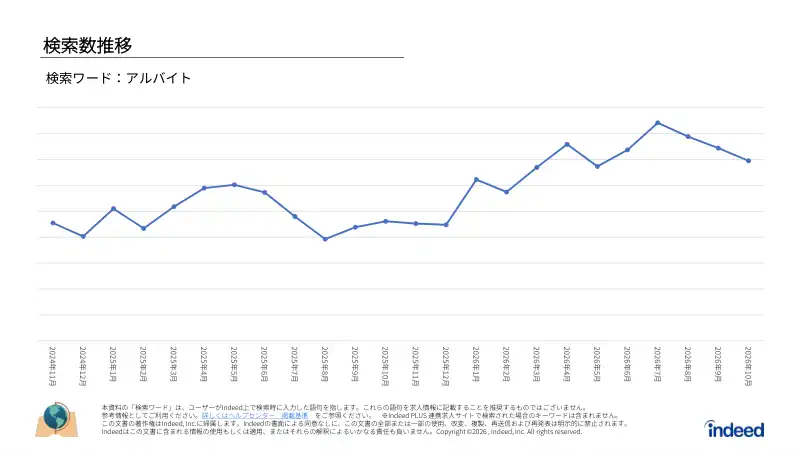 検索数推移
検索ワード：アルバイト
2024年11月
2024年12月
2025年1月
2025年2月
2025年3月
2025年4月
2025年5月
2025年6月
2025年7月
2025年8月
2025年9月
2025年10月
2025年11月
2025年12月
2026年1月
2026年2月
2026年3月
2026年4月
2026年5月
2026年6月
2026年7月
2026年8月
2026年9月
2026年10月
本資料の「検索ワード」は、ユーザーがIndeed上で検索時に入力した語句を指します。これらの語句を求人情報に記載することを推奨するものではございません。
参考情報としてご利用ください。詳しくはヘルプセンター　掲載基準　をご参照ください。　※Indeed PLUS 連携求人サイトで検索された場合のキーワードは含まれません。
この文書の著作権はIndeed, Inc.に帰属します。Indeedの書面による同意なしに、この文書の全部または一部の使用、改変、複製、再送信および再発表は明示的に禁止されます。
Indeedはこの文書に含まれる情報の使用もしくは適用、またはそれらの解釈によるいかなる責任も負いません。Copyright ©2026 , Indeed, Inc. All rights reserved.
indeed